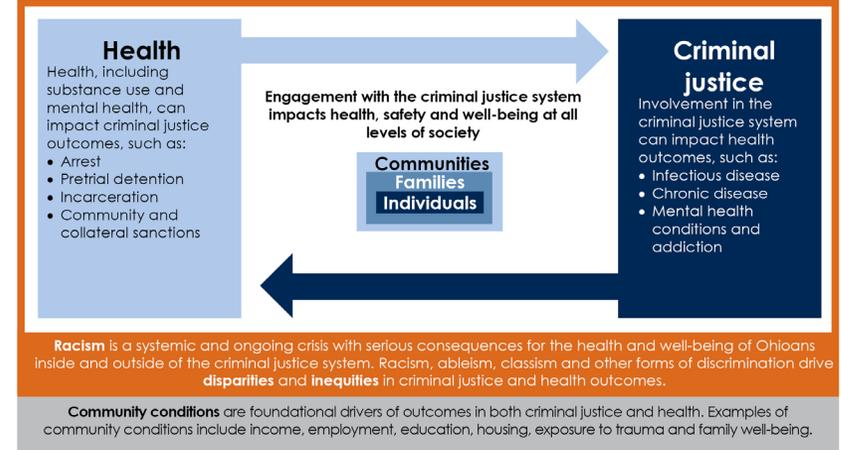 Health
Health, including
substance use and
mental health, can
impact criminal justice
outcomes, such as:
• Arrest
• Pretrial detention
• Incarceration
• Community and
collateral sanctions
Engagement with the criminal justice system
impacts health, safety and well-being at all
levels of society
Communities
Families
Individuals
Criminal
justice
Involvement in the
criminal justice system
can impact health
outcomes, such as:
• Infectious disease
• Chronic disease
• Mental health
conditions and
addiction
Racism is a systemic and ongoing crisis with serious consequences for the health and well-being of Ohioans
inside and outside of the criminal justice system. Racism, ableism, classism and other forms of discrimination drive
disparities and inequities in criminal justice and health outcomes.
Community conditions are foundational drivers of outcomes in both criminal justice and health. Examples of
community conditions include income, employment, education, housing, exposure to trauma and family well-being.